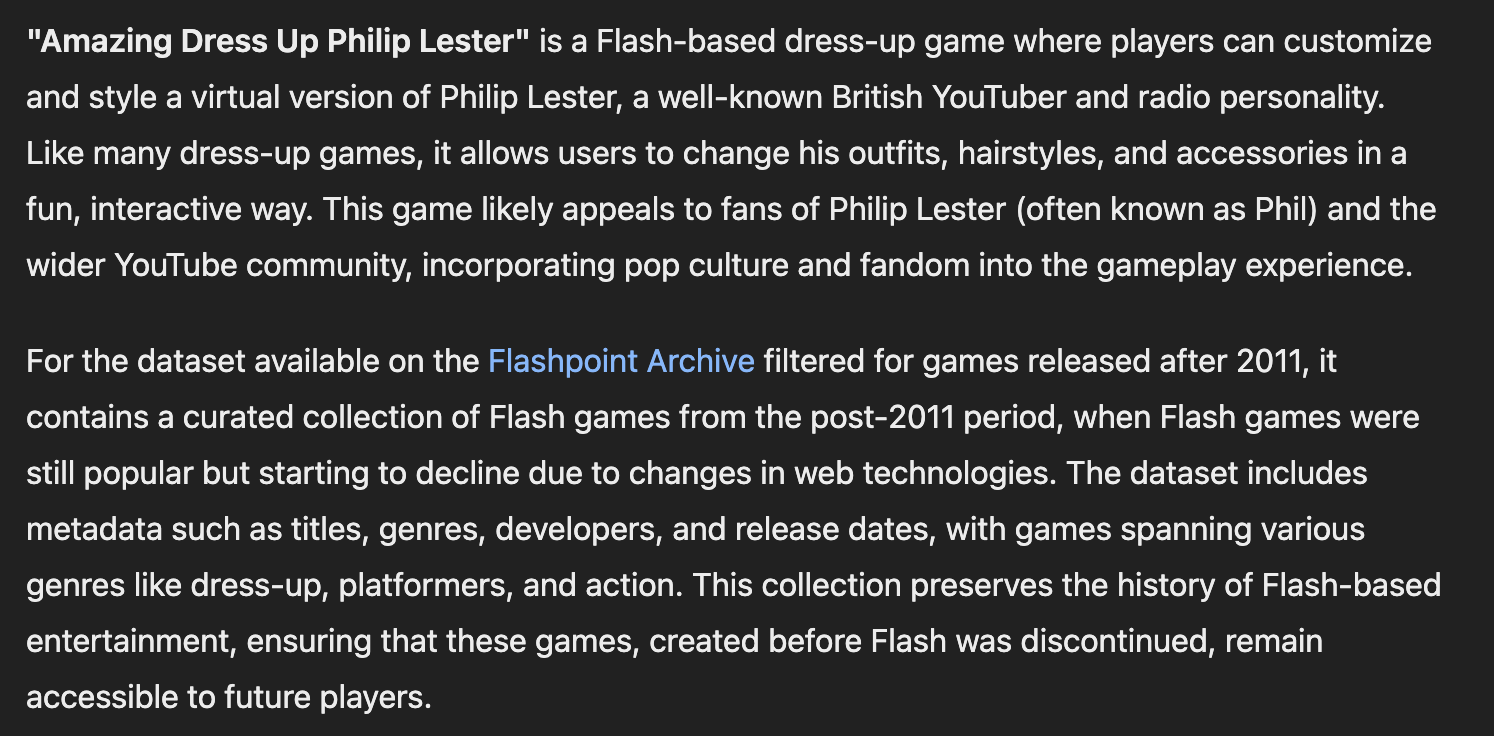 "Amazing Dress Up Philip Lester" is a Flash-based dress-up game where players can customize
and style a virtual version of Philip Lester, a well-known British YouTuber and radio personality.
Like many dress-up games, it allows users to change his outfits, hairstyles, and accessories in a
fun, interactive way. This game likely appeals to fans of Philip Lester (often known as Phil) and the
wider YouTube community, incorporating pop culture and fandom into the gameplay experience.
For the dataset available on the Flashpoint Archive filtered for games released after 2011, it
contains a curated collection of Flash games from the post-2011 period, when Flash games were
still popular but starting to decline due to changes in web technologies. The dataset includes
metadata such as titles, genres, developers, and release dates, with games spanning various
genres like dress-up, platformers, and action. This collection preserves the history of Flash-based
entertainment, ensuring that these games, created before Flash was discontinued, remain
accessible to future players.